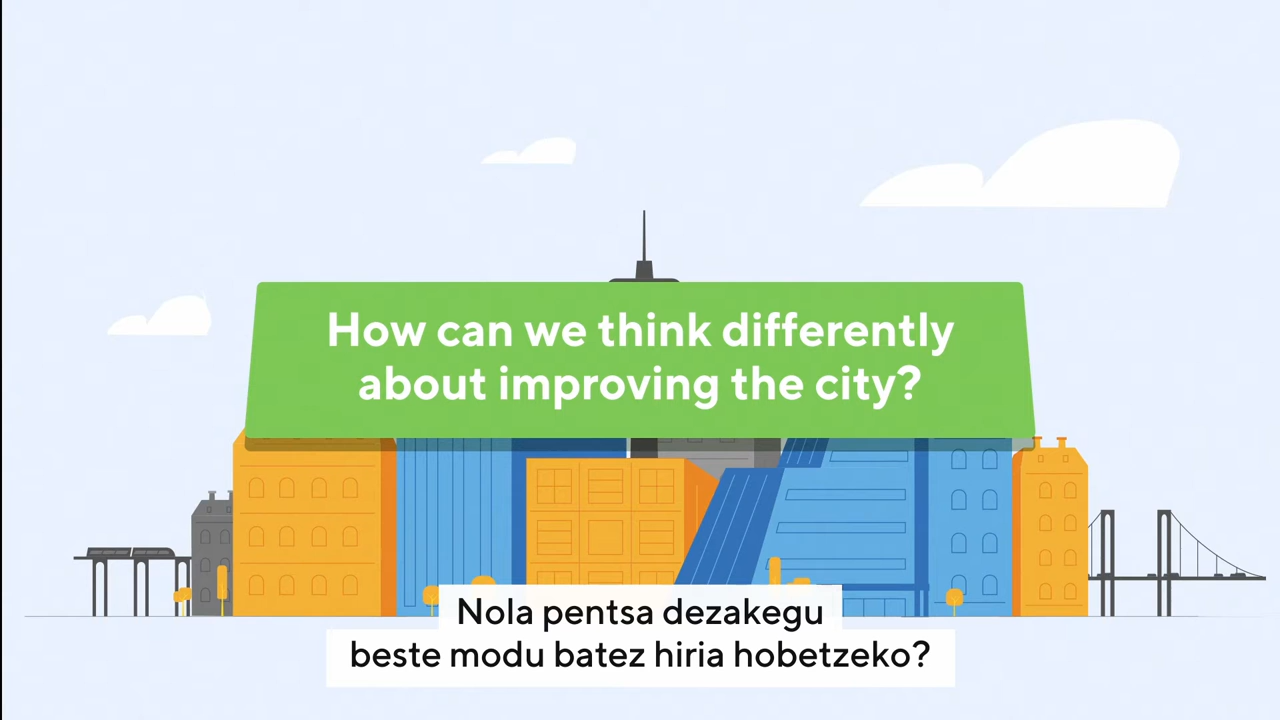 How can we think differently
about improving the city?
Nola pentsa dezakegu
beste modu batez hiria hobetzeko?